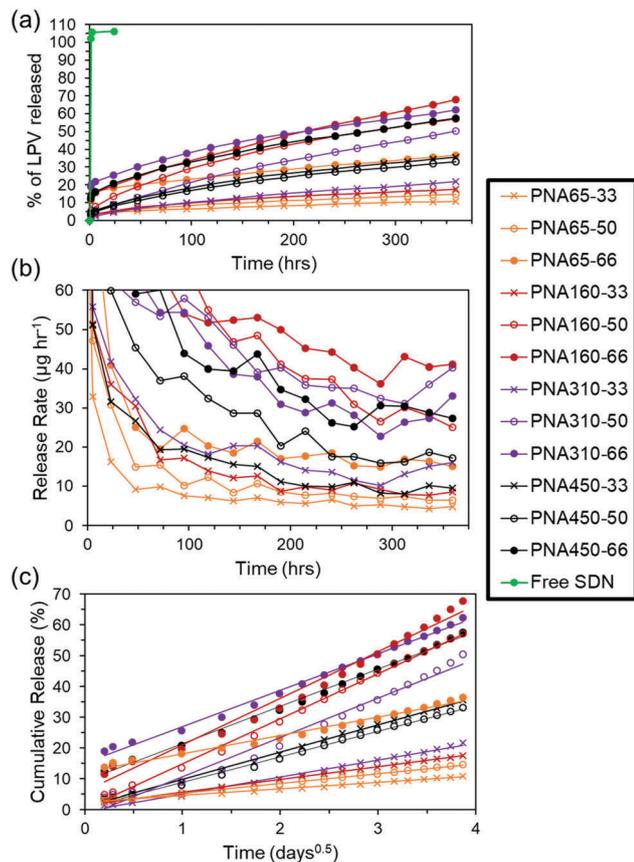 (a)
110
100
90
80
70
60
50
40
30
20
10
0
% of LPV released
0 100 200 300
Time (hrs)
(b)
60
50
40
30
20
10
0
Release Rate (µg hr⁻¹)
0 100 200 300
Time (hrs)
(c)
70
60
50
40
30
20
10
0
Cumulative Release (%)
0 1 2 3 4
Time (days⁰·⁵)
PNA65-33
PNA65-50
PNA65-66
PNA160-33
PNA160-50
PNA160-66
PNA310-33
PNA310-50
PNA310-66
PNA450-33
PNA450-50
PNA450-66
Free SDN